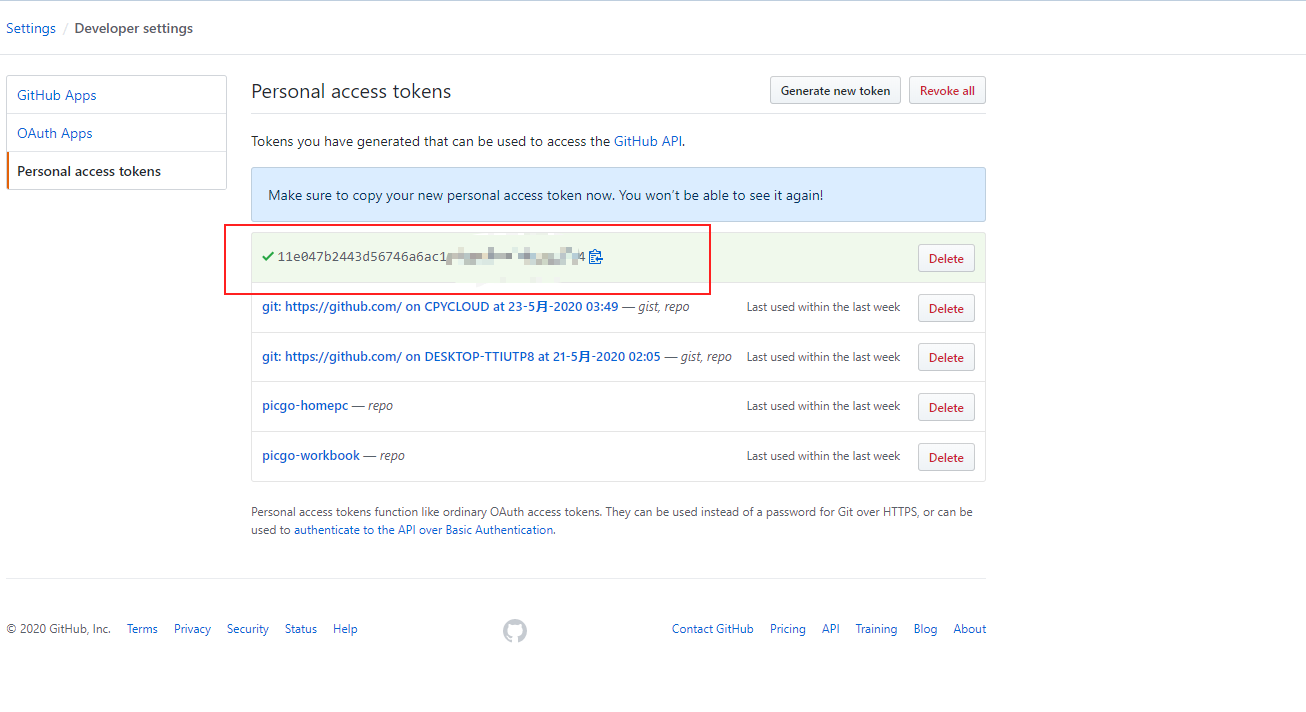 Settings / Developer settings
GitHub Apps
OAuth Apps
Personal access tokens
Personal access tokens
Generate new token
Revoke all
Tokens you have generated that can be used to access the GitHub API.
Make sure to copy your new personal access token now. You won't be able to see it again!
11e047b2443d56746a6ac1
4
Delete
git: https://github.com/ on CPYCLOUD at 23-5月-2020 03:49 — gist, repo
Last used within the last week
Delete
git: https://github.com/ on DESKTOP-TTIUTP8 at 21-5月-2020 02:05 — gist, repo
Last used within the last week
Delete
picgo-homepc — repo
Last used within the last week
Delete
picgo-workbook — repo
Last used within the last week
Delete
Personal access tokens function like ordinary OAuth access tokens. They can be used instead of a password for Git over HTTPS, or can be
used to authenticate to the API over Basic Authentication.
© 2020 GitHub, Inc.
Terms
Privacy
Security
Status
Help
Contact GitHub
Pricing
API
Training
Blog
About